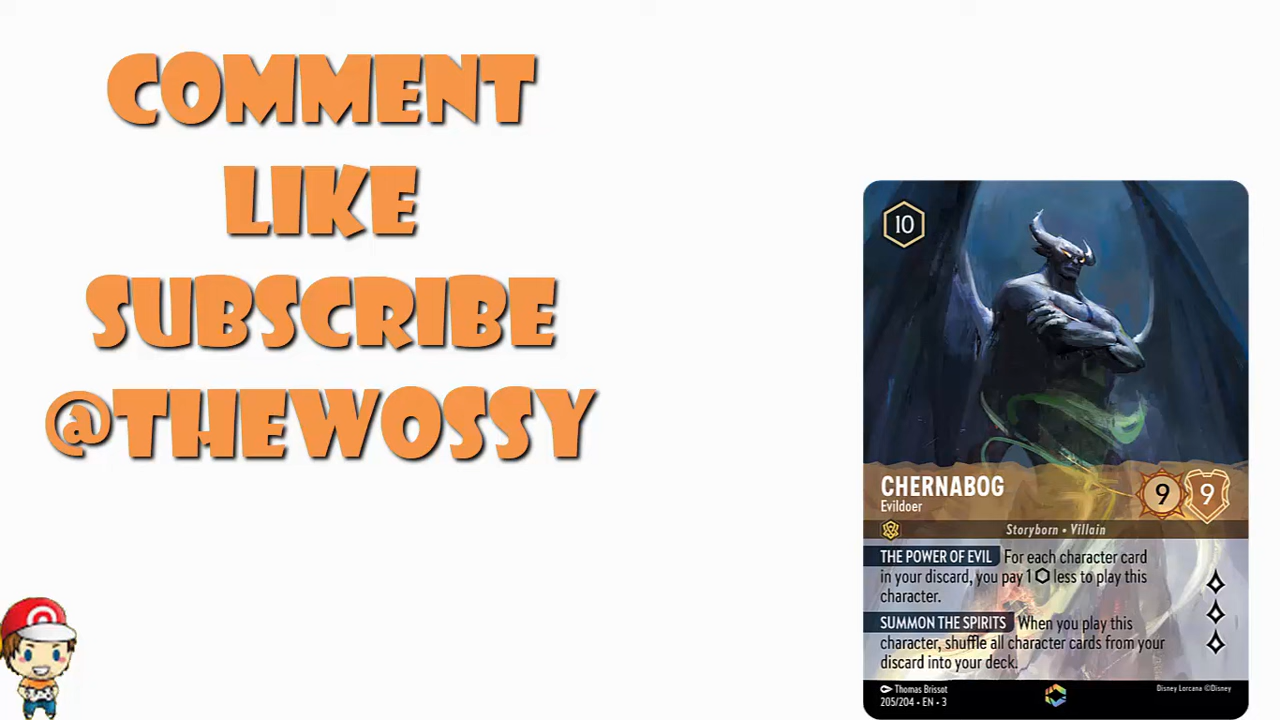 COMMENT
LIKE
SUBSCRIBE
@THEWOSSY
10
CHERNABOG
Evildoer
9 9
Storyborn • Villain
THE POWER OF EVIL For each character card
in your discard, you pay 1 less to play this
character.
SUMMON THE SPIRITS When you play this
character, shuffle all character cards from your
discard into your deck.
Thomas Brissot
205/204 • EN • 3
Disney Lorcana ©Disney